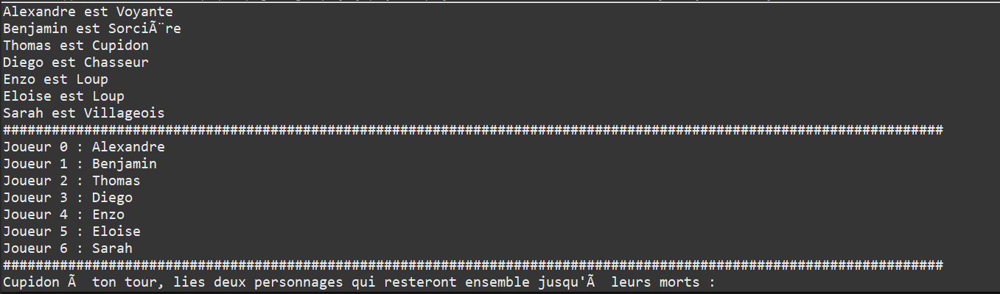 Alexandre est Voyante
Benjamin est SorciÃ¨re
Thomas est Cupidon
Diego est Chasseur
Enzo est Loup
Eloise est Loup
Sarah est Villageois
####################################################################################################################
Joueur 0 : Alexandre
Joueur 1 : Benjamin
Joueur 2 : Thomas
Joueur 3 : Diego
Joueur 4 : Enzo
Joueur 5 : Eloise
Joueur 6 : Sarah
####################################################################################################################
Cupidon Ã  ton tour, lies deux personnages qui resteront ensemble jusqu'Ã  leurs morts :